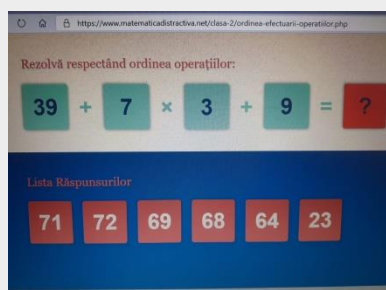 https://www.matematicadistractiva.net/clasa-2/ordinea-efectuarii-operatiilor.php
Rezolvă respectând ordinea operațiilor:
39 + 7 × 3 + 9 = ?
Lista Răspunsurilor
71 72 69 68 64 23